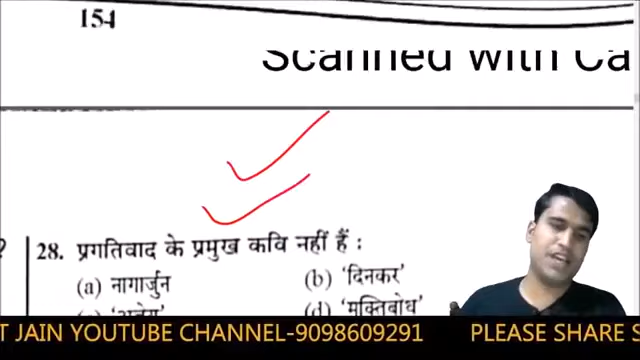 154
Scanned with Ca
?
28. प्रगतिवाद के प्रमुख कवि नहीं हैं :
(a) नागार्जुन (b) 'दिनकर'
(d) 'मुक्तिबोध'
T JAIN YOUTUBE CHANNEL-9098609291 PLEASE SHARE S